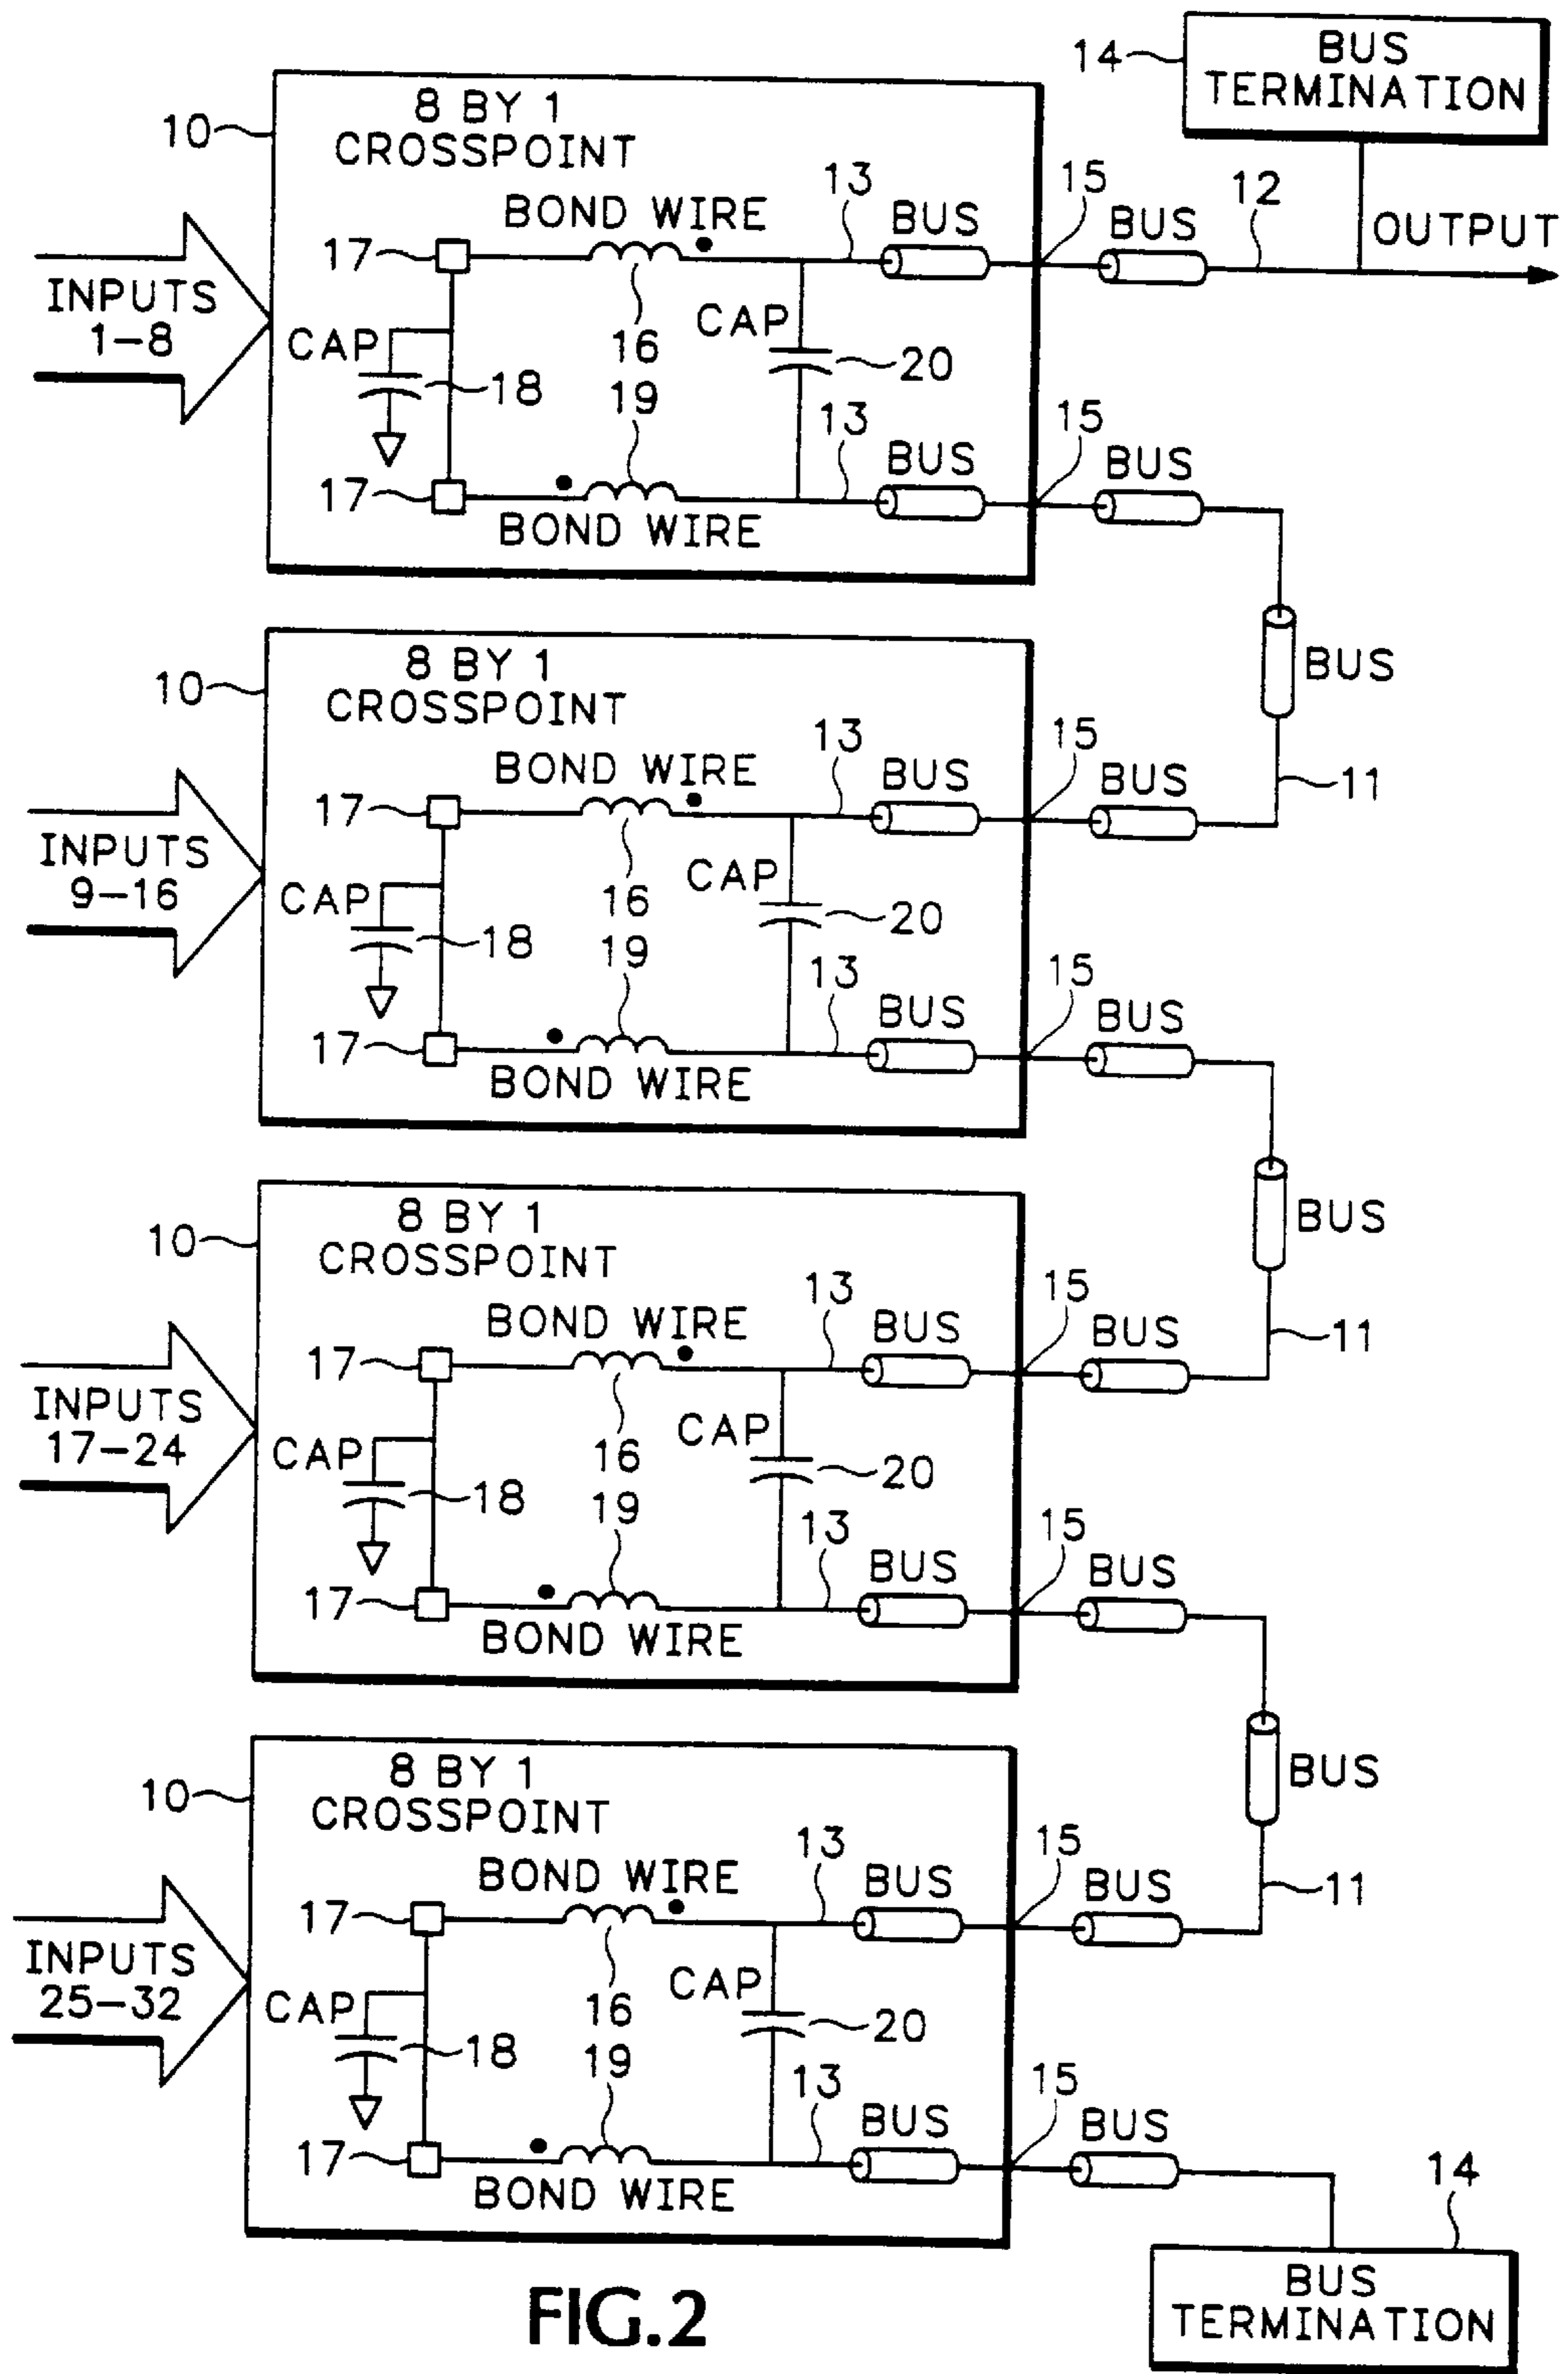 14
BUS
TERMINATION
10
8 BY 1
CROSSPOINT
13
15
12
BOND WIRE
BUS
BUS
OUTPUT
17
INPUTS
1-8
CAP
18
16
CAP
20
19
13
15
17
BUS
BUS
BOND WIRE
BUS
10
8 BY 1
CROSSPOINT
13
15
BOND WIRE
BUS
BUS
11
17
INPUTS
9-16
CAP
18
16
CAP
20
19
13
15
17
BUS
BUS
BOND WIRE
BUS
10
8 BY 1
CROSSPOINT
13
15
BOND WIRE
BUS
BUS
11
17
INPUTS
17-24
CAP
18
16
CAP
20
19
13
15
17
BUS
BUS
BOND WIRE
BUS
10
8 BY 1
CROSSPOINT
13
15
BOND WIRE
BUS
BUS
11
17
INPUTS
25-32
CAP
18
16
CAP
20
19
13
15
17
BUS
BUS
BOND WIRE
14
BUS
TERMINATION
FIG.2